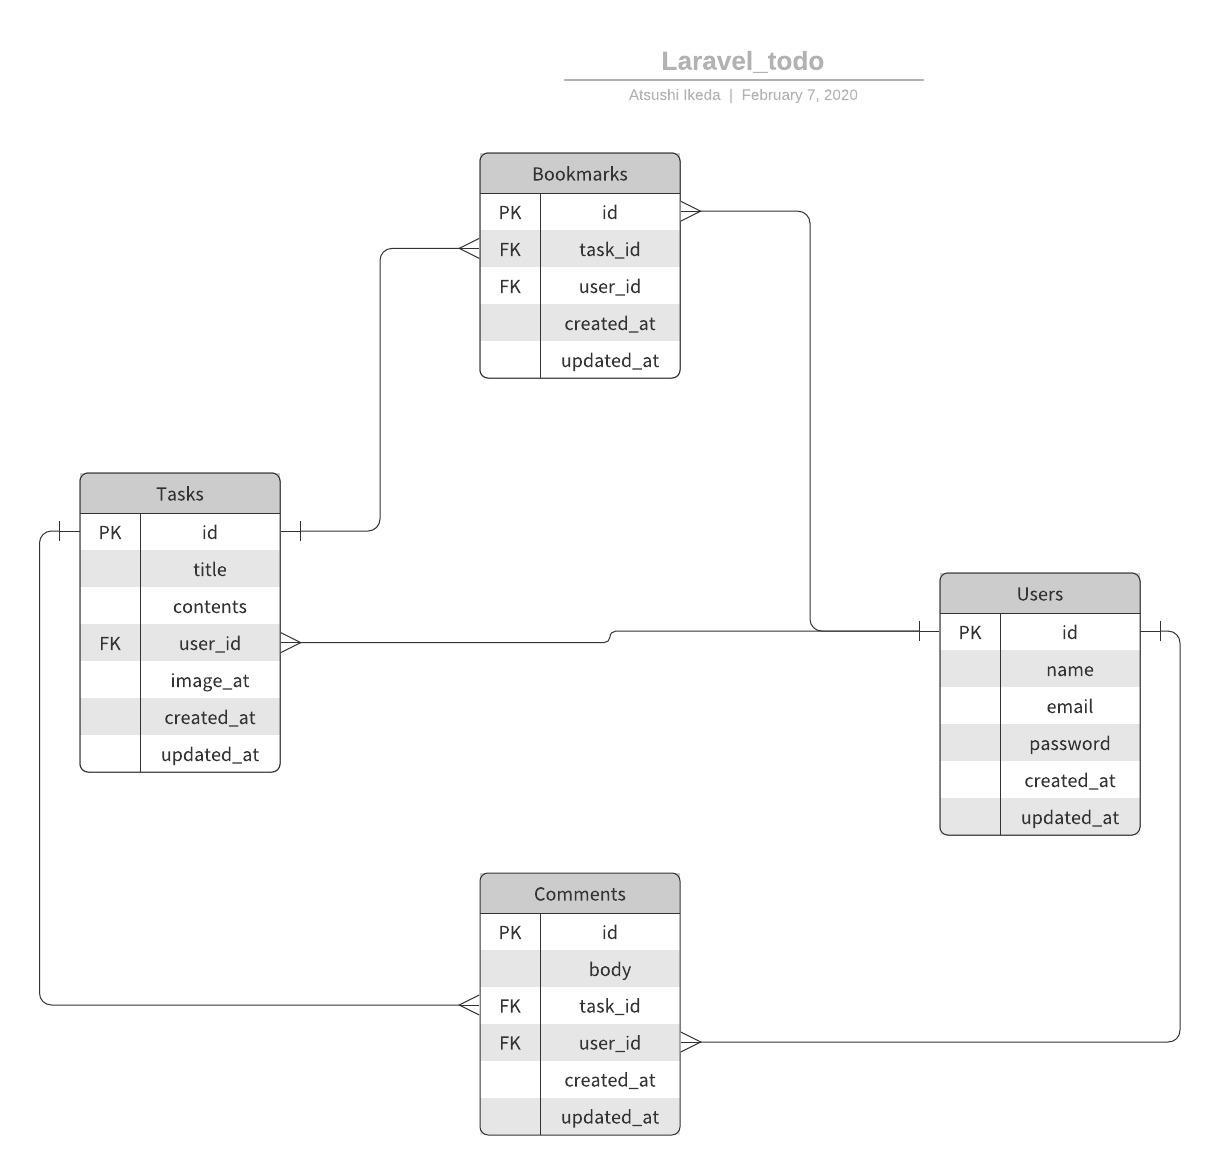 Laravel_todo
Atsushi Ikeda | February 7, 2020
Bookmarks
PK id
FK task_id
FK user_id
created_at
updated_at
Tasks
PK id
title
contents
FK user_id
image_at
created_at
updated_at
Users
PK id
name
email
password
created_at
updated_at
Comments
PK id
body
FK task_id
FK user_id
created_at
updated_at